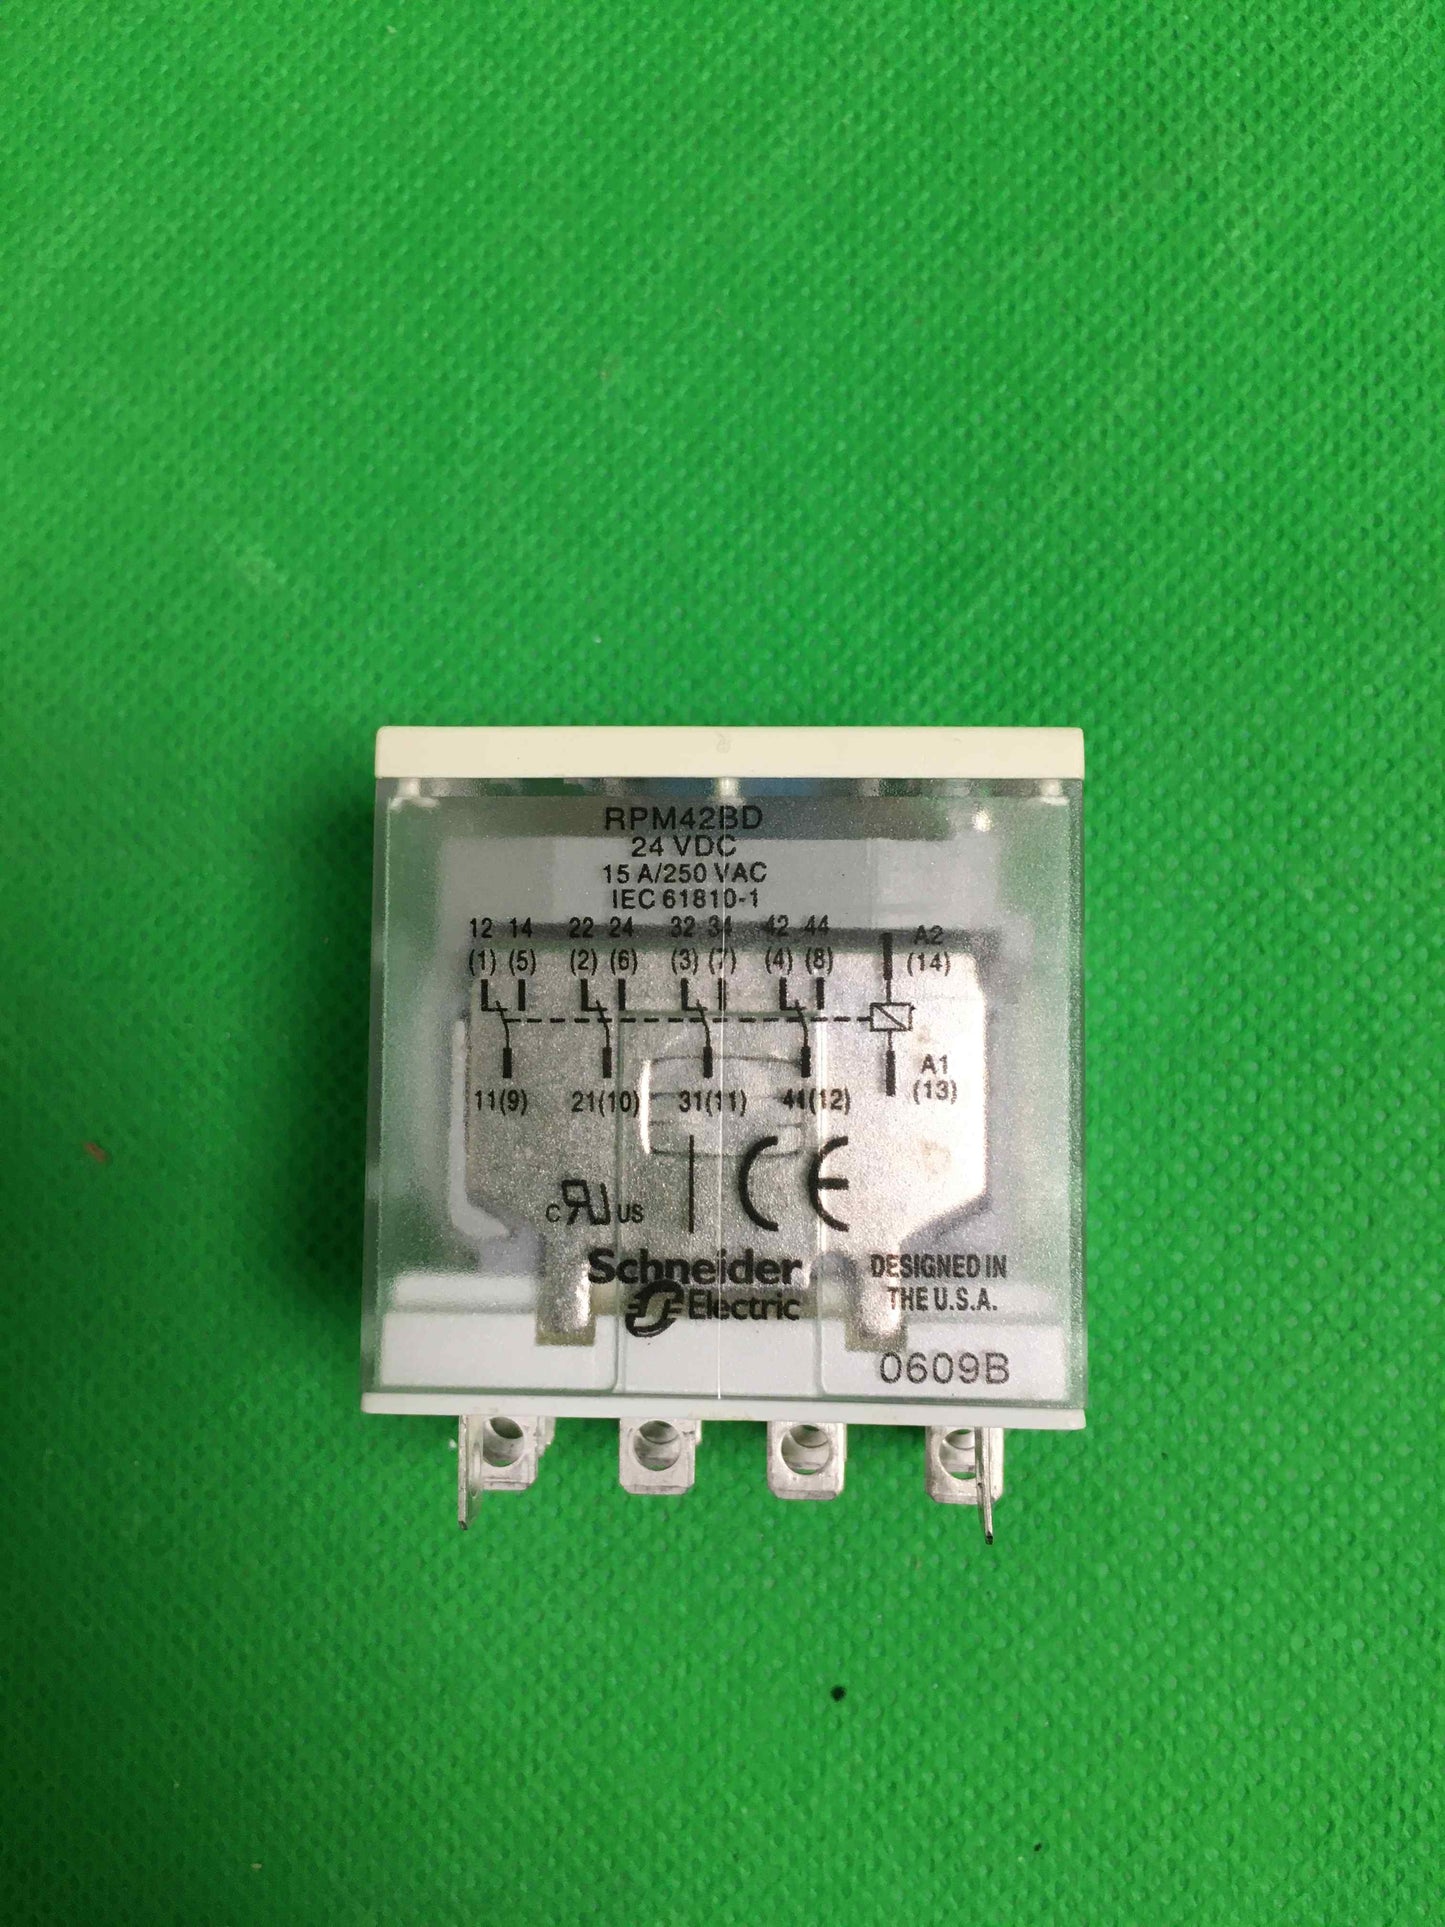 RPM42BD
24 VDC
15 A/250 VAC
IEC 61810-1
12 14 22 24 32 34 42 44 A2
(1) (5) (2) (6) (3) (7) (4) (8) (14)
A1
11(9) 21(10) 31(11) 41(12) (13)
c RU US CE
Schneider
Electric
DESIGNED IN
THE U.S.A.
0609B